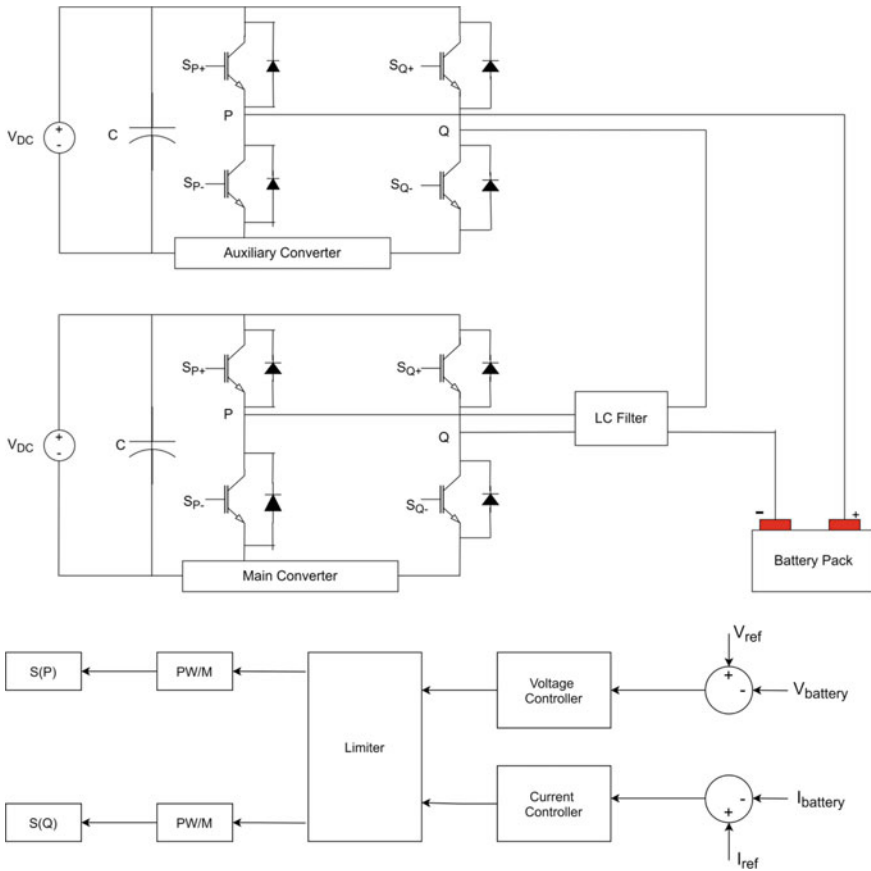 S_P+
S_Q+
P
V_DC
+
-
C
Q
S_P-
S_Q-
Auxiliary Converter
S_P+
S_Q+
P
LC Filter
V_DC
+
-
C
Q
S_P-
S_Q-
- +
Main Converter
Battery Pack
V_ref
S(P)
PW/M
Voltage
Controller
+
-
V_battery
Limiter
S(Q)
PW/M
Current
Controller
-
+
I_battery
I_ref